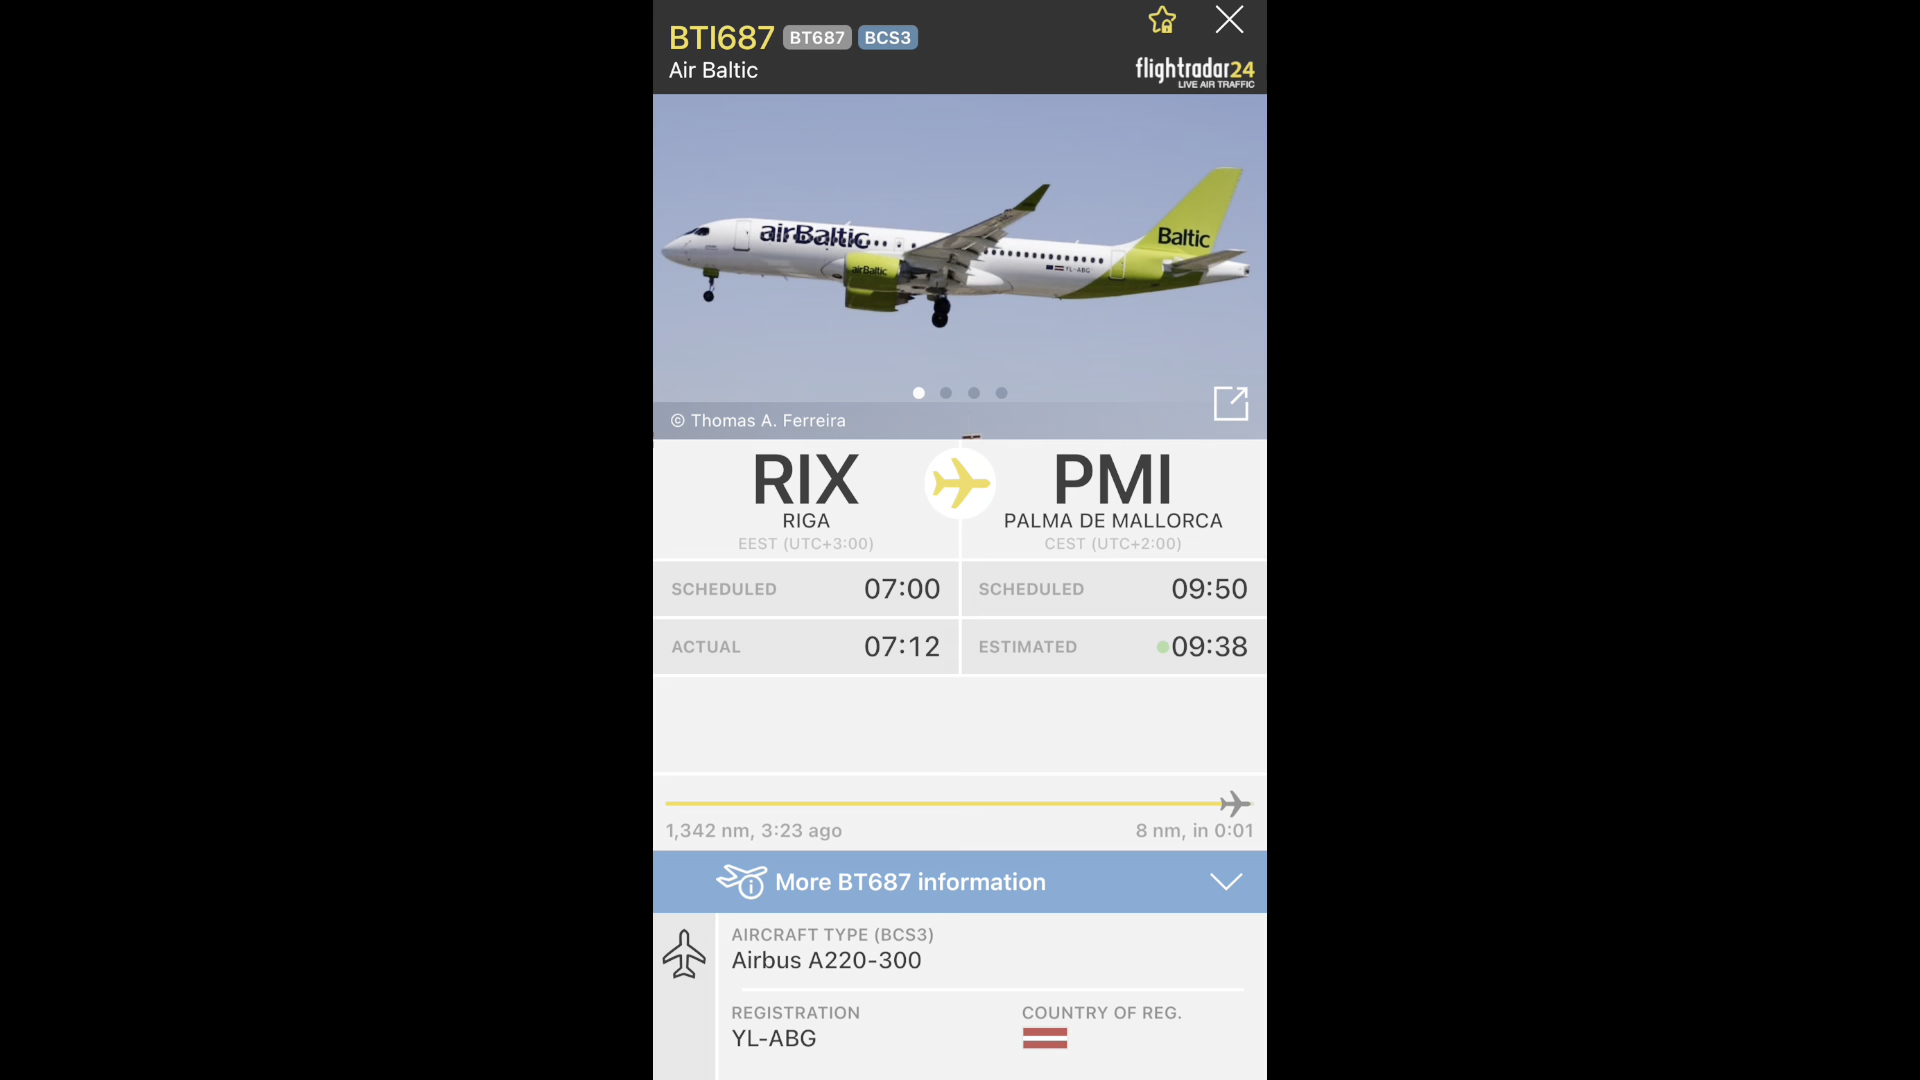 BTI687 BT687 BCS3
Air Baltic
flightradar24
LIVE AIR TRAFFIC
airBaltic
Baltic
airBaltic
YL-ABG
© Thomas A. Ferreira
RIX
RIGA
EEST (UTC+3:00)
PMI
PALMA DE MALLORCA
CEST (UTC+2:00)
SCHEDULED 07:00
SCHEDULED 09:50
ACTUAL 07:12
ESTIMATED 09:38
1,342 nm, 3:23 ago
8 nm, in 0:01
More BT687 information
AIRCRAFT TYPE (BCS3)
Airbus A220-300
REGISTRATION
YL-ABG
COUNTRY OF REG.